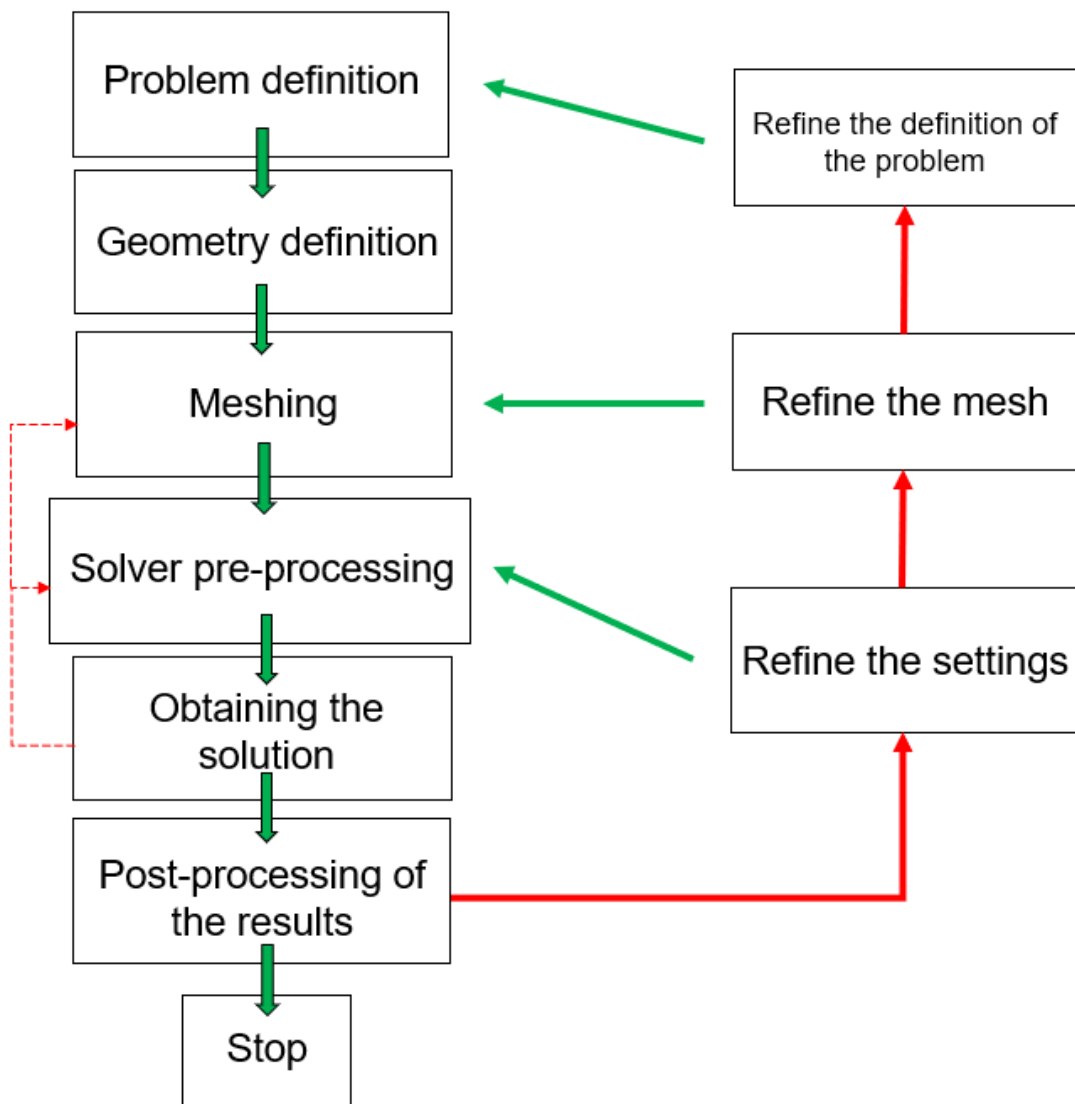 Problem definition
Geometry definition
Meshing
Solver pre-processing
Obtaining the
solution
Post-processing of
the results
Stop
Refine the definition of
the problem
Refine the mesh
Refine the settings